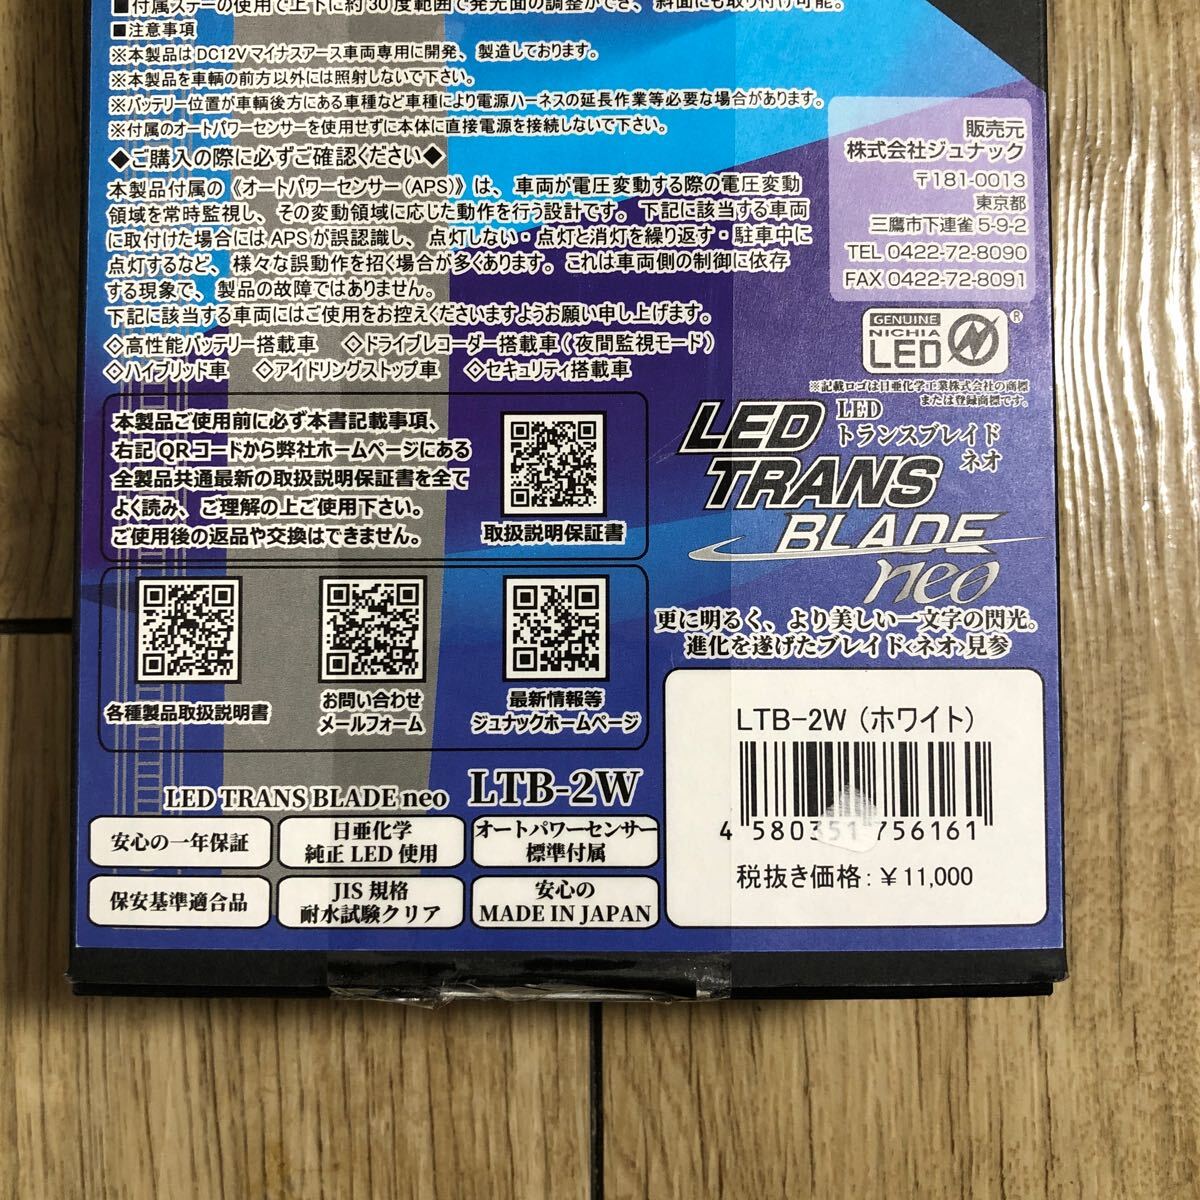 ■付属ステーの使用で上下に約30度範囲で発光面の調整ができ、斜面にも取り付け可能。
■注意事項
※本製品はDC12Vマイナスアース車両専用に開発、製造しております。
※本製品を車輌の前方以外には照射しないで下さい。
※バッテリー位置が車輌後方にある車種など車種により電源ハーネスの延長作業等必要な場合があります。
※付属のオートパワーセンサーを使用せずに本体に直接電源を接続しないで下さい。
◆ご購入の際に必ずご確認ください◆
本製品付属の《オートパワーセンサー(APS)》は、車両が電圧変動する際の電圧変動
領域を常時監視し、その変動領域に応じた動作を行う設計です。下記に該当する車両
に取付けた場合にはAPSが誤認識し、点灯しない・点灯と消灯を繰り返す・駐車中に
点灯するなど、様々な誤動作を招く場合が多くあります。これは車両側の制御に依存
する現象で、製品の故障ではありません。
下記に該当する車両にはご使用をお控えくださいますようお願い申し上げます。
◇高性能バッテリー搭載車 ◇ドライブレコーダー搭載車(夜間監視モード)
◇ハイブリッド車 ◇アイドリングストップ車 ◇セキュリティ搭載車
販売元
株式会社ジュナック
〒181-0013
東京都
三鷹市下連雀5-9-2
TEL 0422-72-8090
FAX 0422-72-8091
GENUINE
NICHIA
LED
®
※記載ロゴは日亜化学工業株式会社の商標
または登録商標です。
本製品ご使用前に必ず本書記載事項、
右記QRコードから弊社ホームページにある
全製品共通最新の取扱説明保証書を全て
よく読み、ご理解の上ご使用下さい。
ご使用後の返品や交換はできません。
取扱説明保証書
各種製品取扱説明書
お問い合わせ
メールフォーム
最新情報等
ジュナックホームページ
LED
TRANS
BLADE
neo
LED
トランスブレイド
ネオ
更に明るく、より美しい一文字の閃光。
進化を遂げたブレイド<ネオ>見参
LED TRANS BLADE neo LTB-2W
安心の一年保証
日亜化学
純正LED使用
オートパワーセンサー
標準付属
保安基準適合品
JIS規格
耐水試験クリア
安心の
MADE IN JAPAN
LTB-2W (ホワイト)
4 580351 756161
税抜き価格:￥11,000